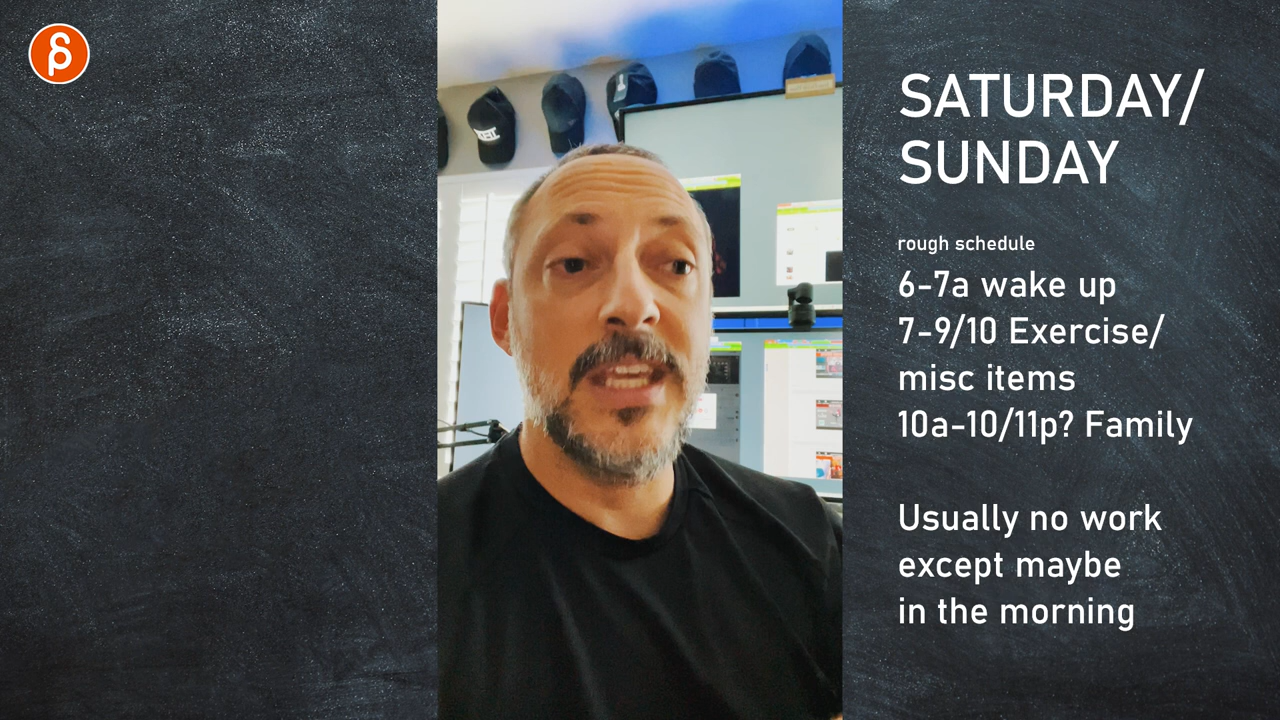 SATURDAY/
SUNDAY
rough schedule
6-7a wake up
7-9/10 Exercise/
misc items
10a-10/11p? Family
Usually no work
except maybe
in the morning